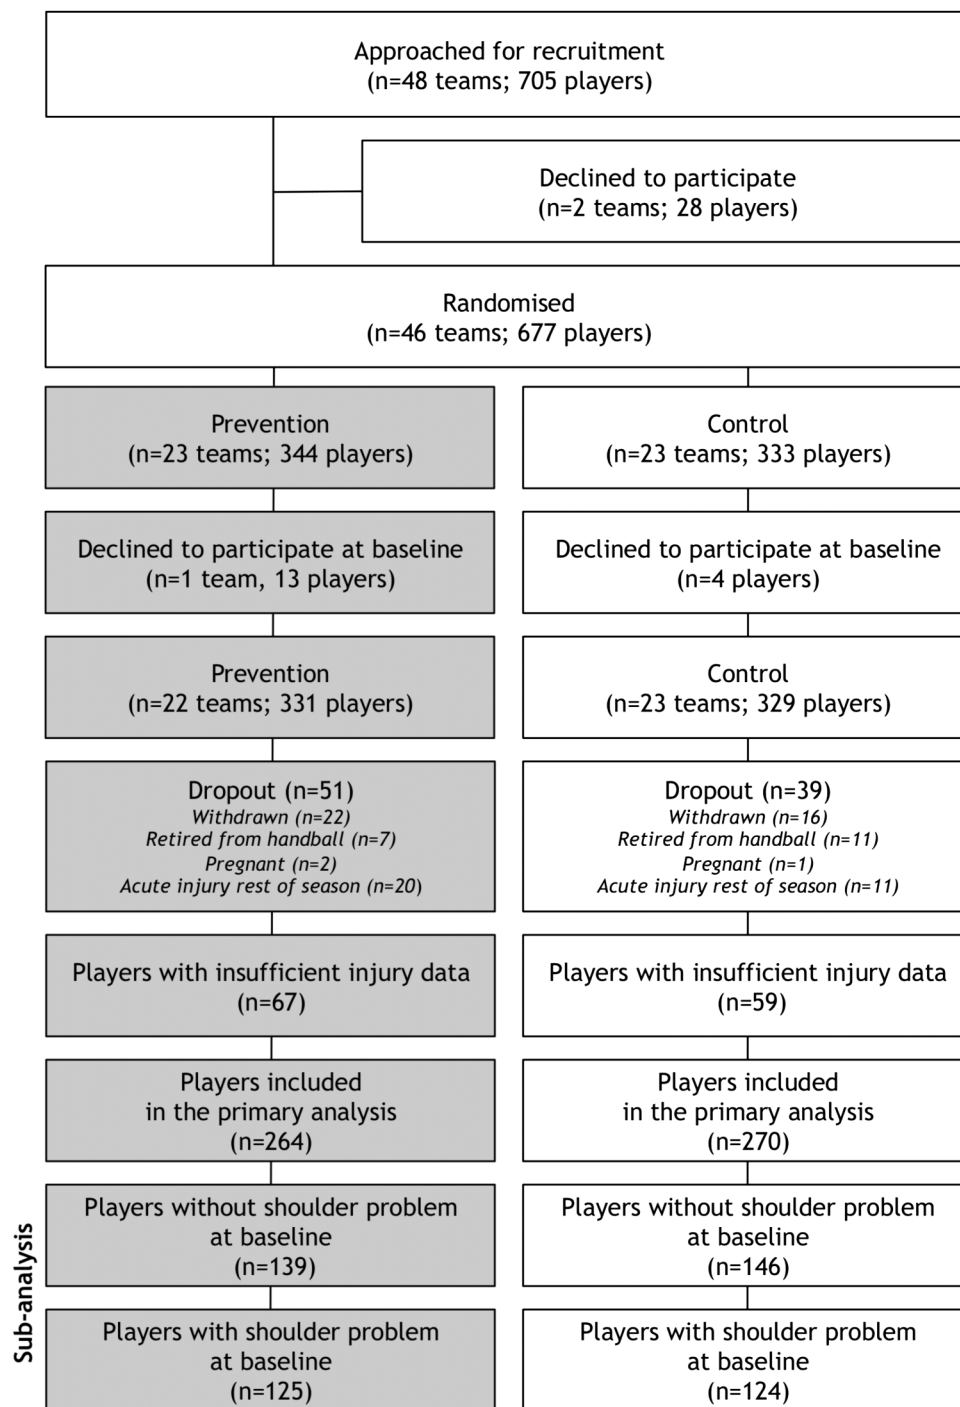 Approached for recruitment
(n=48 teams; 705 players)
Declined to participate
(n=2 teams; 28 players)
Randomised
(n=46 teams; 677 players)
Prevention
(n=23 teams; 344 players)
Control
(n=23 teams; 333 players)
Declined to participate at baseline
(n=1 team, 13 players)
Declined to participate at baseline
(n=4 players)
Prevention
(n=22 teams; 331 players)
Control
(n=23 teams; 329 players)
Dropout (n=51)
Withdrawn (n=22)
Retired from handball (n=7)
Pregnant (n=2)
Acute injury rest of season (n=20)
Dropout (n=39)
Withdrawn (n=16)
Retired from handball (n=11)
Pregnant (n=1)
Acute injury rest of season (n=11)
Players with insufficient injury data
(n=67)
Players with insufficient injury data
(n=59)
Players included
in the primary analysis
(n=264)
Players included
in the primary analysis
(n=270)
Sub-analysis
Players without shoulder problem
at baseline
(n=139)
Players without shoulder problem
at baseline
(n=146)
Players with shoulder problem
at baseline
(n=125)
Players with shoulder problem
at baseline
(n=124)